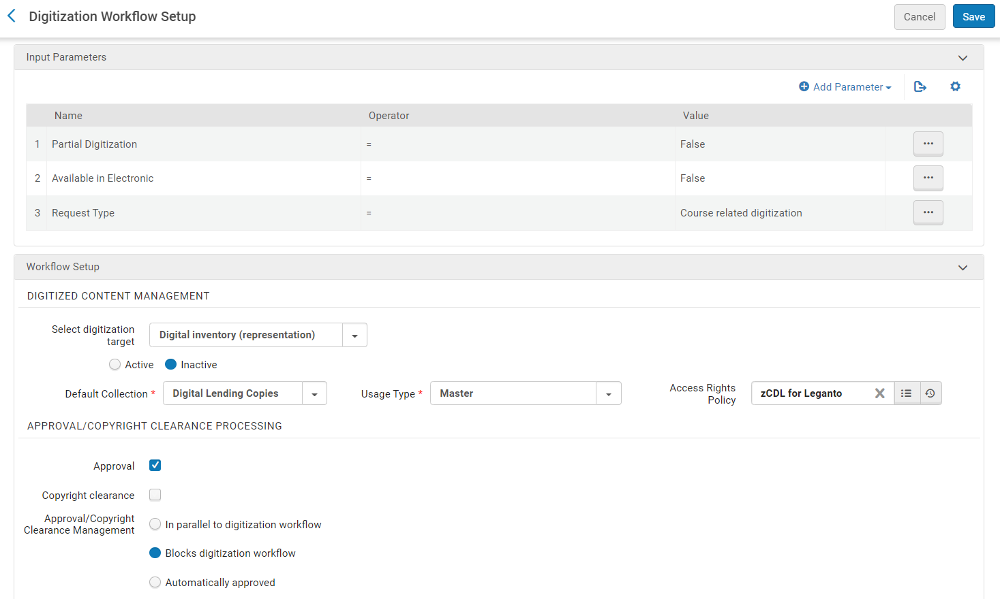 Digitization Workflow Setup
Cancel
Save
Input Parameters
Add Parameter
Name Operator Value
1 Partial Digitization = False
2 Available in Electronic = False
3 Request Type = Course related digitization
Workflow Setup
DIGITIZED CONTENT MANAGEMENT
Select digitization
target
Digital inventory (representation)
Active Inactive
Default Collection * Digital Lending Copies
Usage Type * Master
Access Rights
Policy
zCDL for Leganto
APPROVAL/COPYRIGHT CLEARANCE PROCESSING
Approval
Copyright clearance
Approval/Copyright
Clearance Management
In parallel to digitization workflow
Blocks digitization workflow
Automatically approved